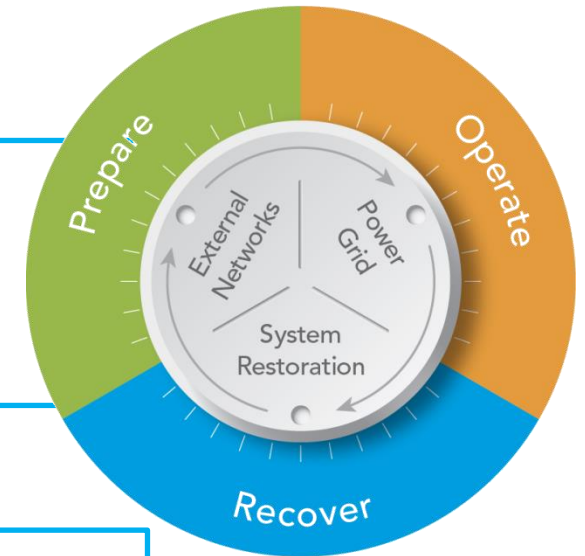 Prepare
Operate
External
Networks
Power
Grid
System
Restoration
Recover